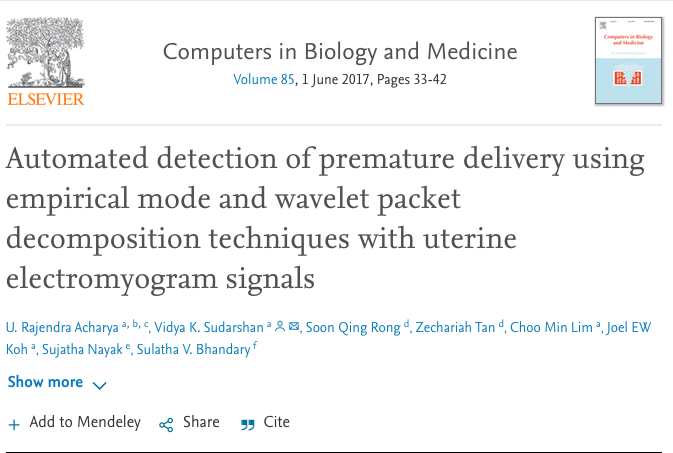 ELSEVIER
Computers in Biology and Medicine
Volume 85, 1 June 2017, Pages 33-42
Computers in Biology
and Medicine
Automated detection of premature delivery using
empirical mode and wavelet packet
decomposition techniques with uterine
electromyogram signals
U. Rajendra Acharya a, b, c, Vidya K. Sudarshan a, Soon Qing Rong d, Zechariah Tan d, Choo Min Lim a, Joel EW
Koh a, Sujatha Nayak e, Sulatha V. Bhandary f
Show more
Add to Mendeley Share Cite